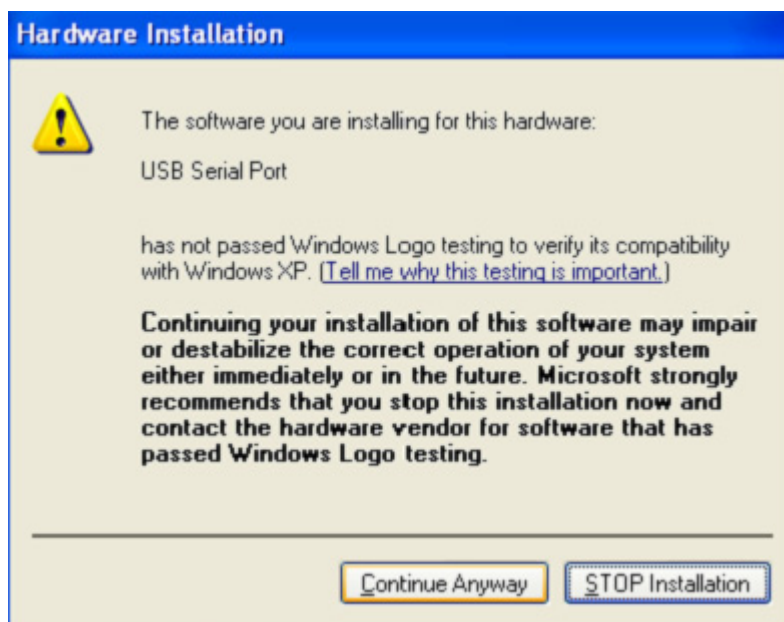 Hardware Installation
The software you are installing for this hardware:
USB Serial Port
has not passed Windows Logo testing to verify its compatibility
with Windows XP. (Tell me why this testing is important.)
Continuing your installation of this software may impair
or destabilize the correct operation of your system
either immediately or in the future. Microsoft strongly
recommends that you stop this installation now and
contact the hardware vendor for software that has
passed Windows Logo testing.
Continue Anyway STOP Installation